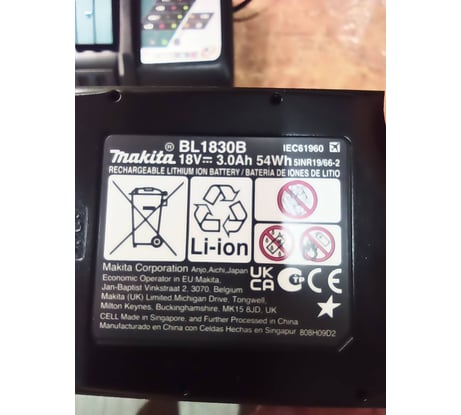 makita® BL1830B IEC61960
18V⎓ 3.0Ah 54Wh 5INR19/66-2
RECHARGEABLE LITHIUM ION BATTERY / BATERIA DE IONES DE LITIO
Li-ion
Makita Corporation Anjo, Aichi, Japan
Economic Operator in EU Makita,
Jan-Baptist Vinkstraat 2, 3070, Belgium
Makita (UK) Limited, Michigan Drive, Tongwell,
Milton Keynes, Buckinghamshire, MK15 8JD, UK
UK
CA
CE
CELL Made in Singapore, and Further Processed in China
Manufacturado en China con Celdas Hechas en Singapur 808H09D2